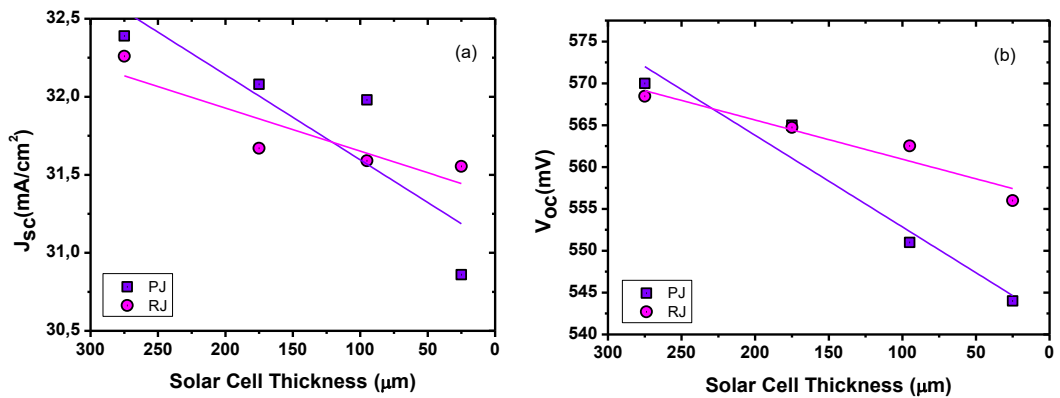 32,5
32,0
31,5
31,0
30,5
J_SC(mA/cm²)
(a)
PJ
RJ
300 250 200 150 100 50 0
Solar Cell Thickness (μm)
575
570
565
560
555
550
545
540
V_OC(mV)
(b)
PJ
RJ
300 250 200 150 100 50 0
Solar Cell Thickness (μm)